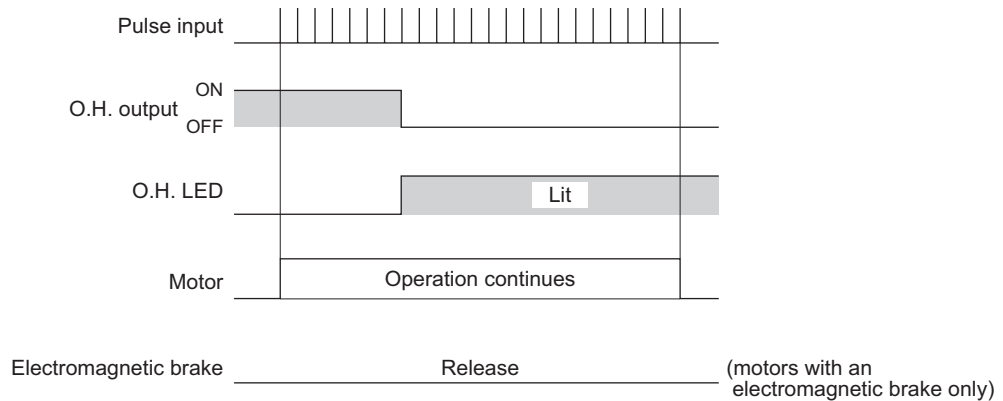 Pulse input
ON
O.H. output
OFF
O.H. LED
Lit
Motor
Operation continues
Electromagnetic brake
Release
(motors with an
electromagnetic brake only)